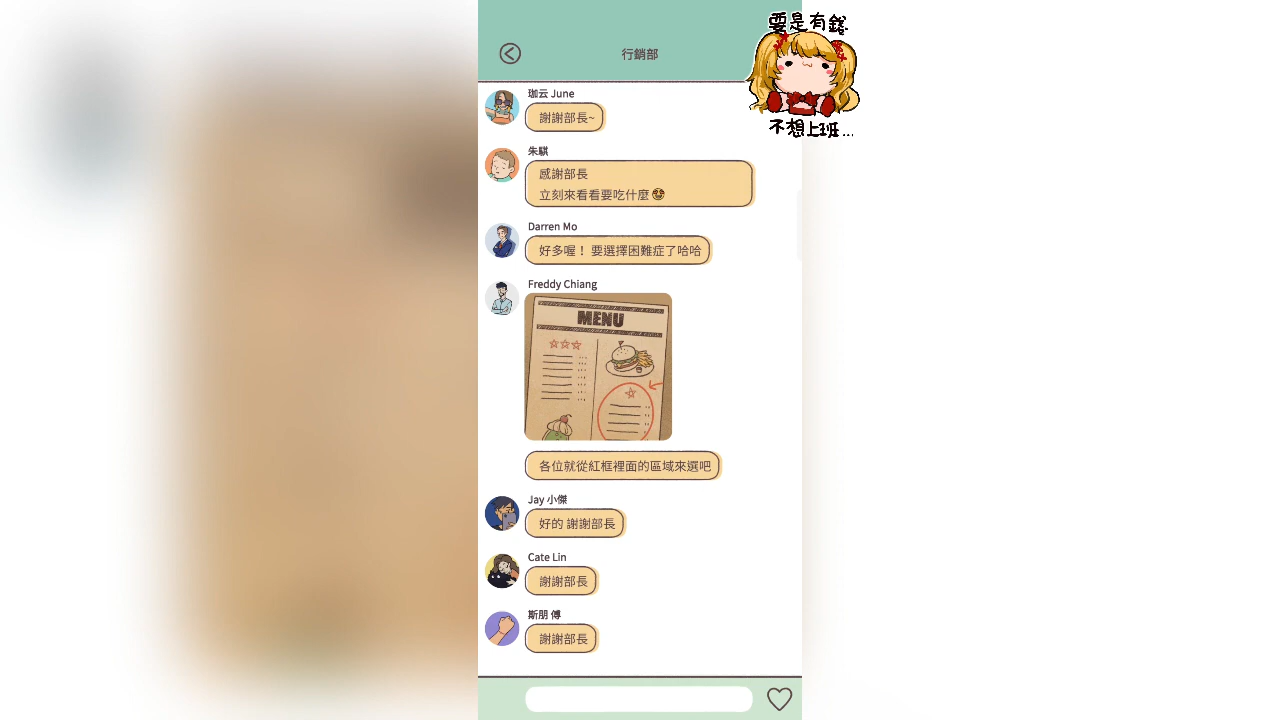 要是有錢
不想上班...
行銷部
珈云 June
謝謝部長~
朱騏
感謝部長
立刻來看看要吃什麼
Darren Mo
好多喔！ 要選擇困難症了哈哈
Freddy Chiang
MENU
各位就從紅框裡面的區域來選吧
Jay 小傑
好的 謝謝部長
Cate Lin
謝謝部長
斯朋 傅
謝謝部長